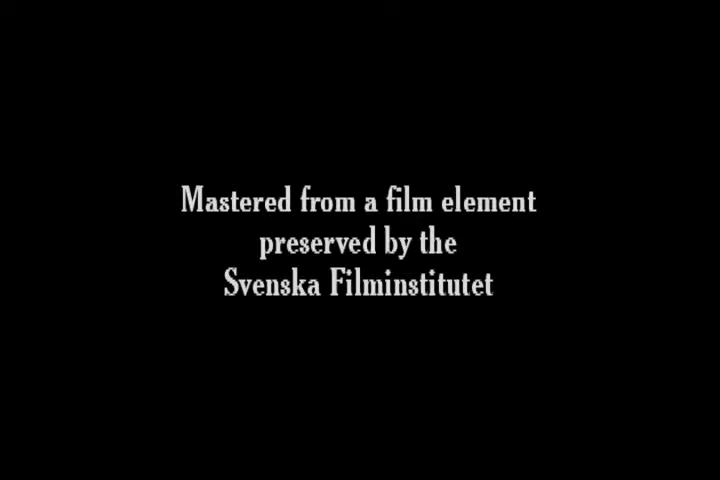 Mastered from a film element
preserved by the
Svenska Filminstitutet